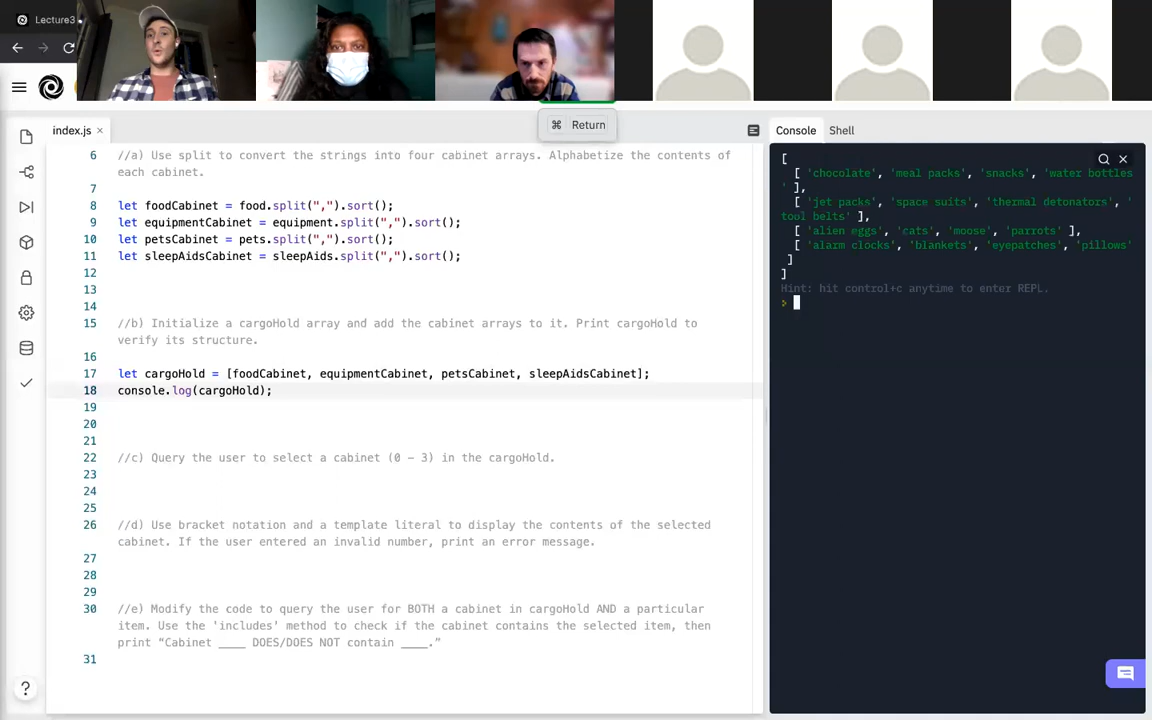 Lecture3
⌘ Return
index.js ×
Console
Shell
6 //a) Use split to convert the strings into four cabinet arrays. Alphabetize the contents of
each cabinet.
7
8 let foodCabinet = food.split(",").sort();
9 let equipmentCabinet = equipment.split(",").sort();
10 let petsCabinet = pets.split(",").sort();
11 let sleepAidsCabinet = sleepAids.split(",").sort();
12
13
14
15 //b) Initialize a cargoHold array and add the cabinet arrays to it. Print cargoHold to
verify its structure.
16
17 let cargoHold = [foodCabinet, equipmentCabinet, petsCabinet, sleepAidsCabinet];
18 console.log(cargoHold);
19
20
21
22 //c) Query the user to select a cabinet (0 - 3) in the cargoHold.
23
24
25
26 //d) Use bracket notation and a template literal to display the contents of the selected
cabinet. If the user entered an invalid number, print an error message.
27
28
29
30 //e) Modify the code to query the user for BOTH a cabinet in cargoHold AND a particular
item. Use the 'includes' method to check if the cabinet contains the selected item, then
print “Cabinet ____ DOES/DOES NOT contain ____.”
31
[
[ 'chocolate', 'meal packs', 'snacks', 'water bottles
' ],
[ 'jet packs', 'space suits', 'thermal detonators', '
tool belts' ],
[ 'alien eggs', 'cats', 'moose', 'parrots' ],
[ 'alarm clocks', 'blankets', 'eyepatches', 'pillows'
]
]
Hint: hit control+c anytime to enter REPL.
>
?